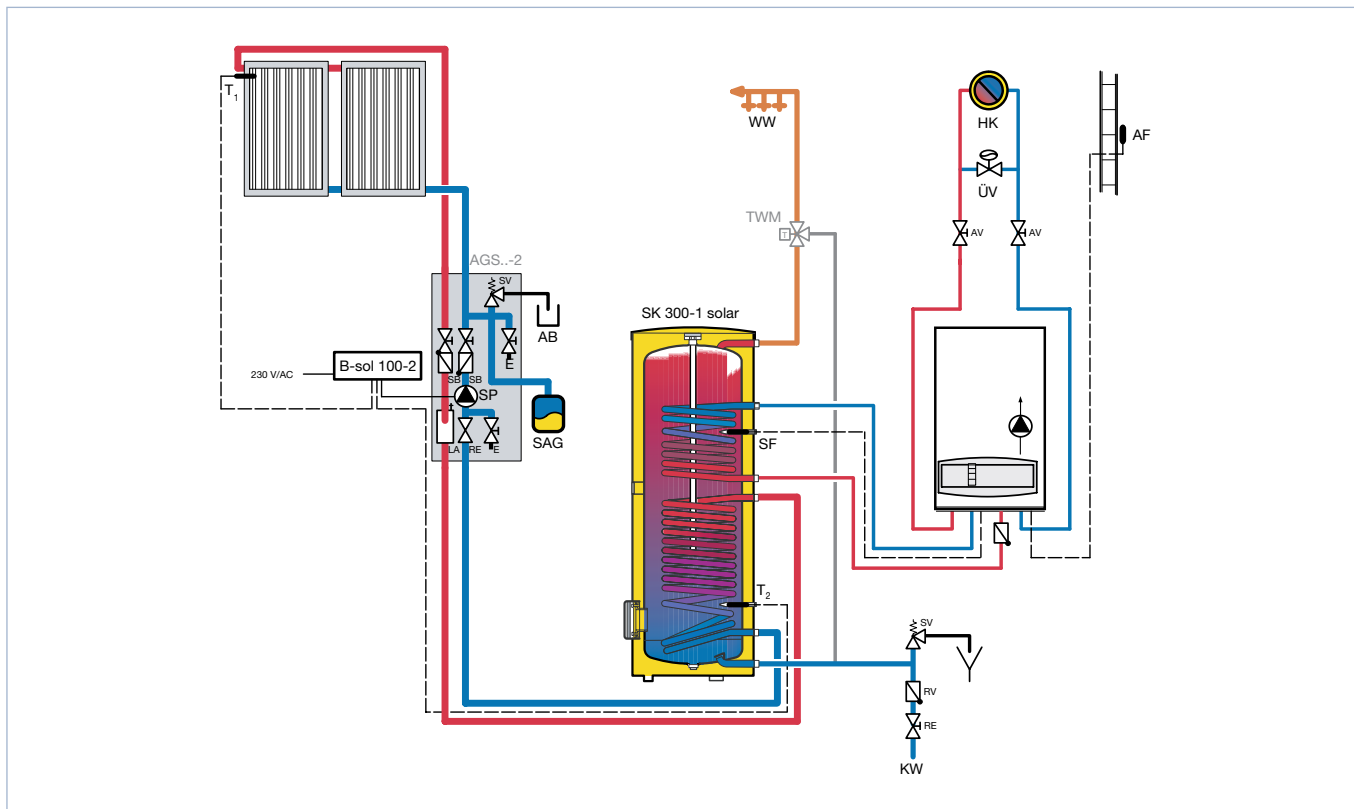 T1
WW
HK
AF
ÜV
TWM
AV
AV
AGS..-2
SV
AB
E
SK 300-1 solar
230 V/AC
B-sol 100-2
SB
SB
SP
SAG
SF
LA
RE
E
T2
SV
RV
RE
KW
T